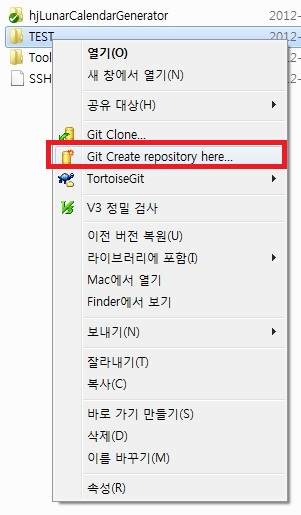 hjLunarCalendarGenerator 2012-
TEST 2012-
Tool 2012-
SSH 2012-
열기(O)
새 창에서 열기(N)
공유 대상(H)
Git Clone...
Git Create repository here...
TortoiseGit
V3 정밀 검사
이전 버전 복원(U)
라이브러리에 포함(I)
Mac에서 열기
Finder에서 보기
보내기(N)
잘라내기(T)
복사(C)
바로 가기 만들기(S)
삭제(D)
이름 바꾸기(M)
속성(R)